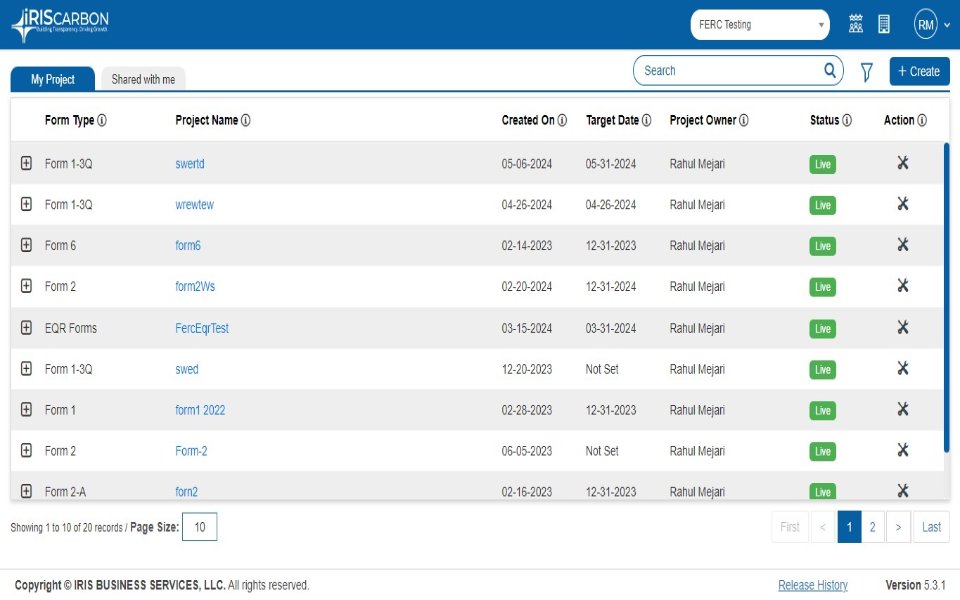 iRISCARBON
Building Transparency. Driving Growth
FERC Testing
RM
My Project
Shared with me
Search
+ Create
Form Type Project Name Created On Target Date Project Owner Status Action
Form 1-3Q swertd 05-06-2024 05-31-2024 Rahul Mejari Live
Form 1-3Q wrewtew 04-26-2024 04-26-2024 Rahul Mejari Live
Form 6 form6 02-14-2023 12-31-2023 Rahul Mejari Live
Form 2 form2Ws 02-20-2024 12-31-2024 Rahul Mejari Live
EQR Forms FercEqrTest 03-15-2024 03-31-2024 Rahul Mejari Live
Form 1-3Q swed 12-20-2023 Not Set Rahul Mejari Live
Form 1 form1 2022 02-28-2023 12-31-2023 Rahul Mejari Live
Form 2 Form-2 06-05-2023 Not Set Rahul Mejari Live
Form 2-A forn2 02-16-2023 12-31-2023 Rahul Mejari Live
Showing 1 to 10 of 20 records / Page Size: 10
First < 1 2 > Last
Copyright © IRIS BUSINESS SERVICES, LLC. All rights reserved.
Release History
Version 5.3.1